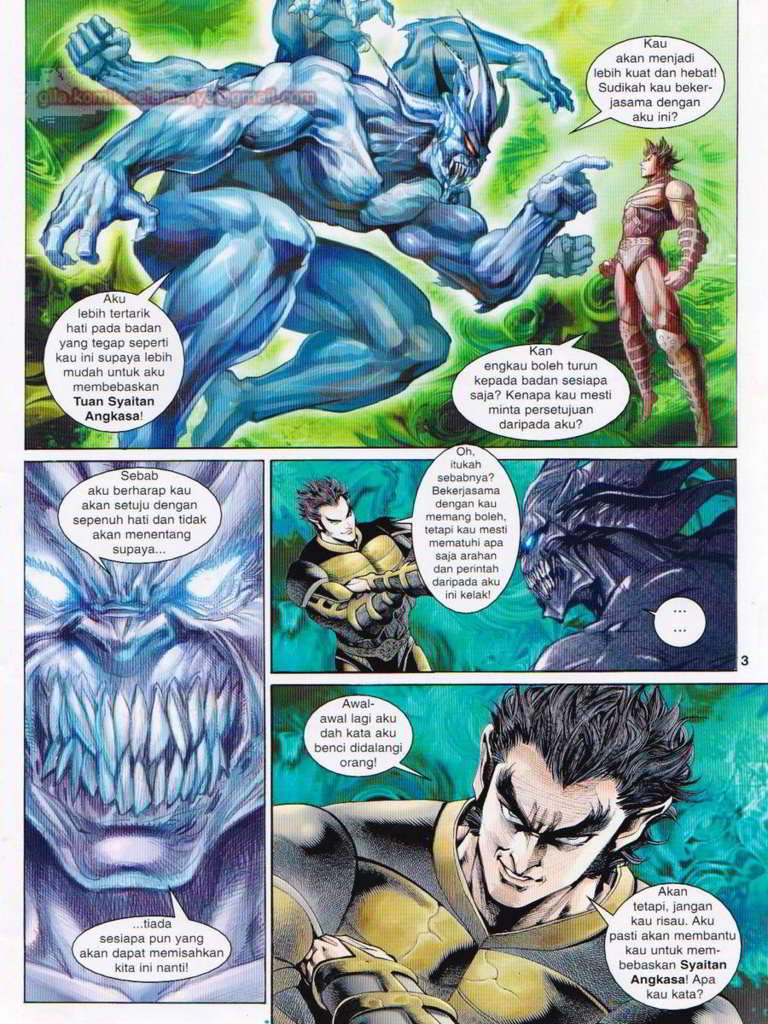 gila.komikselamanya@gmail.com
Kau
akan menjadi
lebih kuat dan hebat!
Sudikah kau beker-
jasama dengan
aku ini?
Aku
lebih tertarik
hati pada badan
yang tegap seperti
kau ini supaya lebih
mudah untuk aku
membebaskan
Tuan Syaitan
Angkasa!
Kan
engkau boleh turun
kepada badan sesiapa
saja? Kenapa kau mesti
minta persetujuan
daripada aku?
Sebab
aku berharap kau
akan setuju dengan
sepenuh hati dan tidak
akan menentang
supaya...
...tiada
sesiapa pun yang
akan dapat memisahkan
kita ini nanti!
Oh,
itukah
sebabnya?
Bekerjasama
dengan kau
memang boleh,
tetapi kau mesti
mematuhi apa
saja arahan
dan perintah
daripada aku
ini kelak!
...
...
3
Awal-
awal lagi aku
dah kata aku
benci didalangi
orang!
Akan
tetapi, jangan
kau risau. Aku
pasti akan membantu
kau untuk mem-
bebaskan Syaitan
Angkasa! Apa
kau kata?